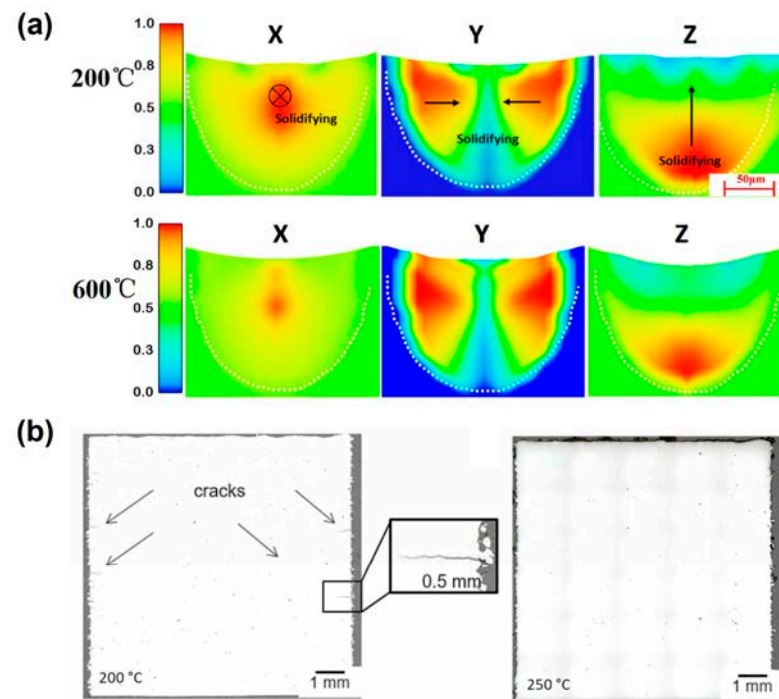 (a)
X Y Z
200℃
1.0
0.8
0.5
0.3
0.0
Solidifying
Solidifying
Solidifying
50μm
X Y Z
600℃
1.0
0.8
0.5
0.3
0.0
(b)
cracks
0.5 mm
200 °C
1 mm
250 °C
1 mm